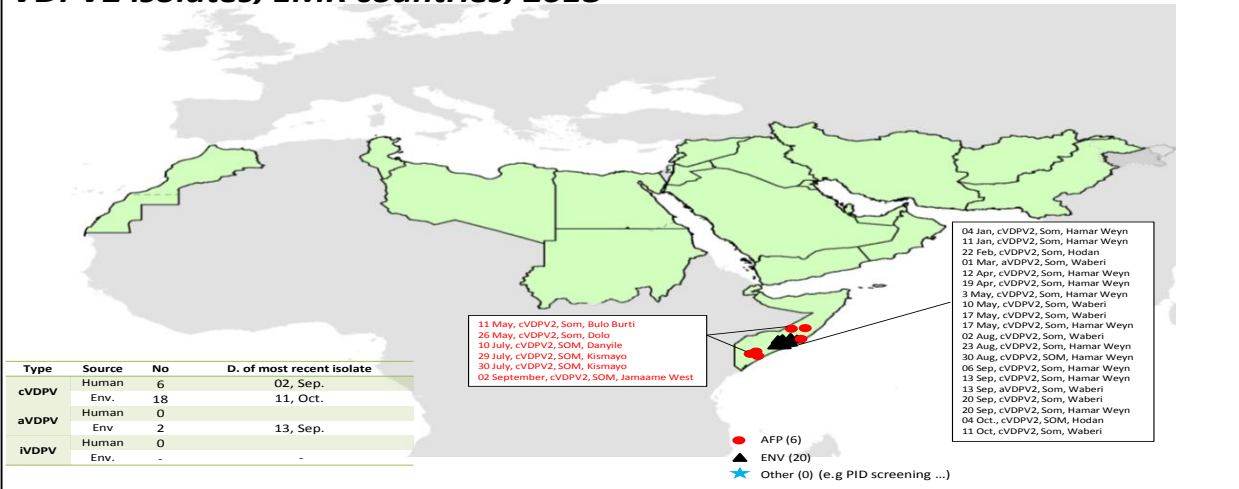 VDPV2 isolates, EMR countries, 2018
04 Jan, cVDPV2, Som, Hamar Weyn
11 Jan, cVDPV2, Som, Hamar Weyn
22 Feb, cVDPV2, Som, Hodan
01 Mar, aVDPV2, Som, Waberi
12 Apr, cVDPV2, Som, Hamar Weyn
19 Apr, cVDPV2, Som, Hamar Weyn
3 May, cVDPV2, Som, Hamar Weyn
10 May, cVDPV2, Som, Waberi
17 May, cVDPV2, Som, Waberi
17 May, cVDPV2, Som, Hamar Weyn
02 Aug, cVDPV2, Som, Waberi
23 Aug, cVDPV2, Som, Hamar Weyn
30 Aug, cVDPV2, SOM, Hamar Weyn
06 Sep, cVDPV2, Som, Hamar Weyn
13 Sep, cVDPV2, Som, Hamar Weyn
13 Sep, aVDPV2, Som, Waberi
20 Sep, cVDPV2, Som, Waberi
20 Sep, cVDPV2, Som, Hamar Weyn
04 Oct., cVDPV2, SOM, Hodan
11 Oct, cVDPV2, Som, Waberi
11 May, cVDPV2, Som, Bulo Burti
26 May, cVDPV2, Som, Dolo
10 July, cVDPV2, SOM, Danyile
29 July, cVDPV2, SOM, Kismayo
30 July, cVDPV2, SOM, Kismayo
02 September, cVDPV2, SOM, Jamaame West
Type Source No D. of most recent isolate
cVDPV Human 6 02, Sep.
Env. 18 11, Oct.
aVDPV Human 0
Env 2 13, Sep.
iVDPV Human 0
Env. - -
AFP (6)
ENV (20)
Other (0) (e.g PID screening ...)